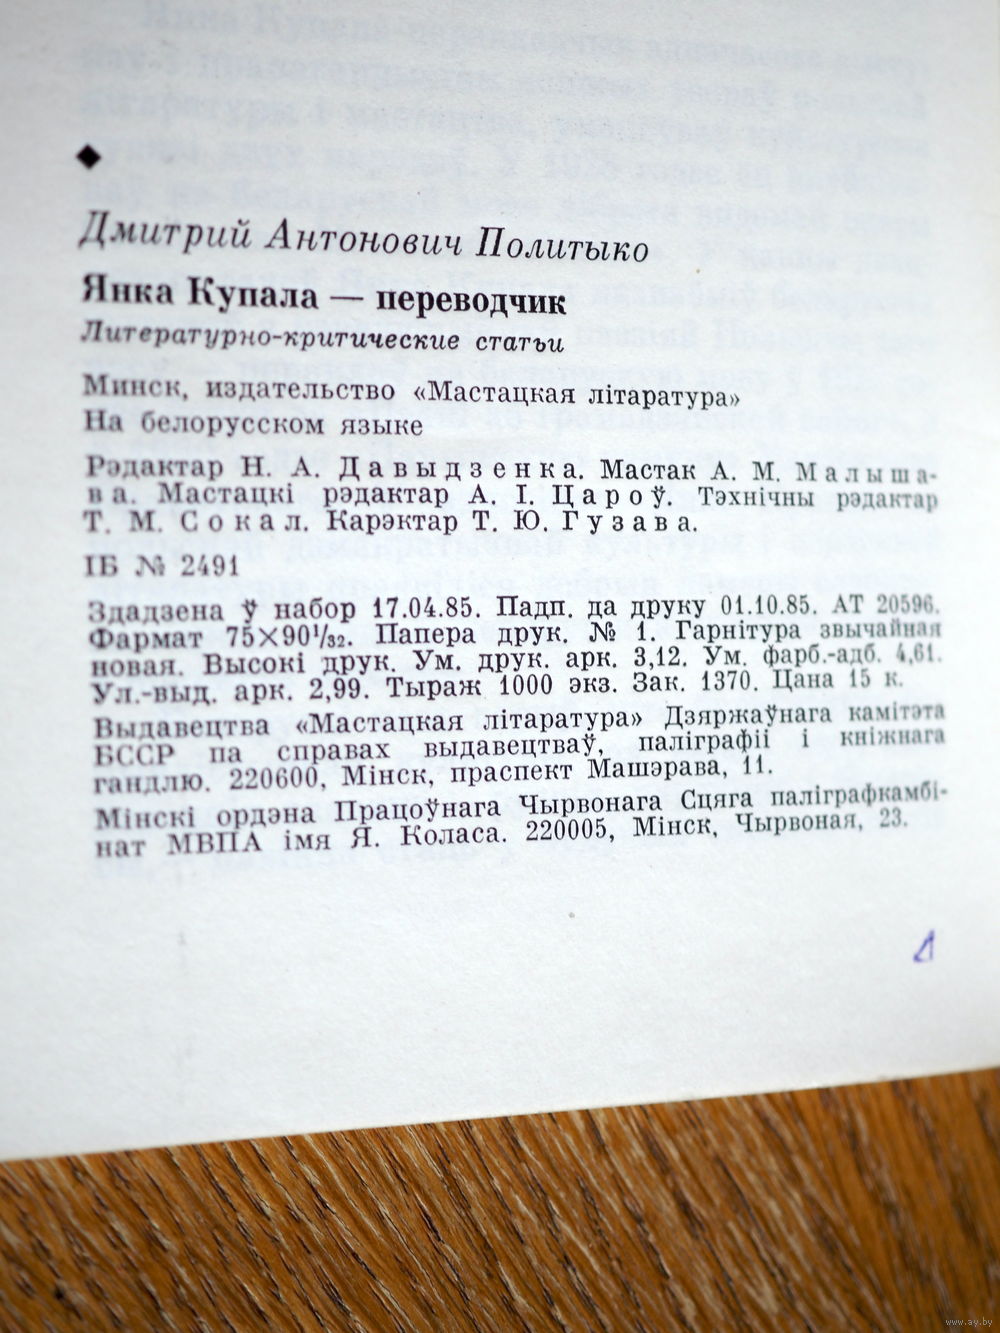 Дмитрий Антонович Политыко
Янка Купала — переводчик
Литературно-критические статьи
Минск, издательство «Мастацкая літаратура»
На белорусском языке
Рэдактар Н. А. Давыдзенка. Мастак А. М. Малыша-
ва. Мастацкі рэдактар А. І. Цароў. Тэхнічны рэдактар
Т. М. Сокал. Карэктар Т. Ю. Гузава.
ІБ № 2491
Здадзена ў набор 17.04.85. Падп. да друку 01.10.85. АТ 20596.
Фармат 75×90¹/₃₂. Папера друк. № 1. Гарнітура звычайная
новая. Высокі друк. Ум. друк. арк. 3,12. Ум. фарб.-адб. 4,61.
Ул.-выд. арк. 2,99. Тыраж 1000 экз. Зак. 1370. Цана 15 к.
Выдавецтва «Мастацкая літаратура» Дзяржаўнага камітэта
БССР па справах выдавецтваў, паліграфіі і кніжнага
гандлю. 220600, Мінск, праспект Машэрава, 11.
Мінскі ордэна Працоўнага Чырвонага Сцяга паліграфкамбі-
нат МВПА імя Я. Коласа. 220005, Мінск, Чырвоная, 23.
www.ay.by